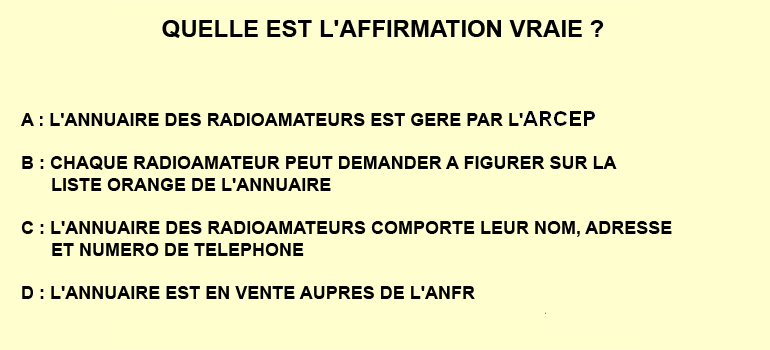 QUELLE EST L'AFFIRMATION VRAIE ?
A : L'ANNUAIRE DES RADIOAMATEURS EST GERE PAR L'ARCEP
B : CHAQUE RADIOAMATEUR PEUT DEMANDER A FIGURER SUR LA
LISTE ORANGE DE L'ANNUAIRE
C : L'ANNUAIRE DES RADIOAMATEURS COMPORTE LEUR NOM, ADRESSE
ET NUMERO DE TELEPHONE
D : L'ANNUAIRE EST EN VENTE AUPRES DE L'ANFR